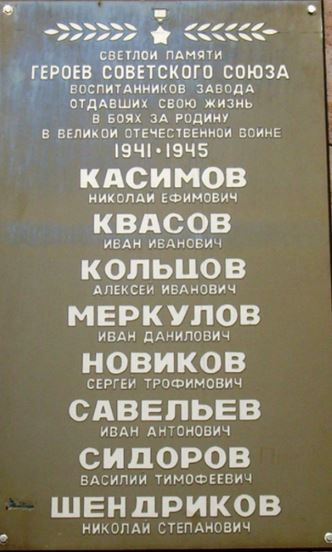 СВЕТЛОЙ ПАМЯТИ
ГЕРОЕВ СОВЕТСКОГО СОЮЗА
ВОСПИТАННИКОВ ЗАВОДА
ОТДАВШИХ СВОЮ ЖИЗНЬ
В БОЯХ ЗА РОДИНУ
В ВЕЛИКОЙ ОТЕЧЕСТВЕННОЙ ВОЙНЕ
1941·1945
КАСИМОВ
НИКОЛАЙ ЕФИМОВИЧ
КВАСОВ
ИВАН ИВАНОВИЧ
КОЛЬЦОВ
АЛЕКСЕЙ ИВАНОВИЧ
МЕРКУЛОВ
ИВАН ДАНИЛОВИЧ
НОВИКОВ
СЕРГЕЙ ТРОФИМОВИЧ
САВЕЛЬЕВ
ИВАН АНТОНОВИЧ
СИДОРОВ
ВАСИЛИЙ ТИМОФЕЕВИЧ
ШЕНДРИКОВ
НИКОЛАЙ СТЕПАНОВИЧ